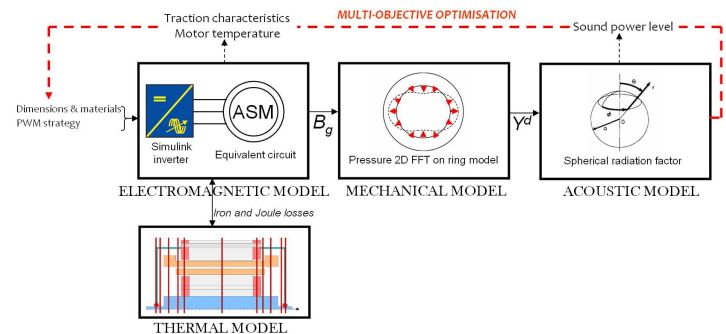 Traction characteristics
Motor temperature
MULTI-OBJECTIVE OPTIMISATION
Sound power level
Dimensions & materials
PWM strategy
=
ASM
Simulink
inverter
Equivalent circuit
ELECTROMAGNETIC MODEL
Bg
Pressure 2D FFT on ring model
MECHANICAL MODEL
Yd
θ
r
φ
a
Spherical radiation factor
ACOUSTIC MODEL
Iron and Joule losses
THERMAL MODEL